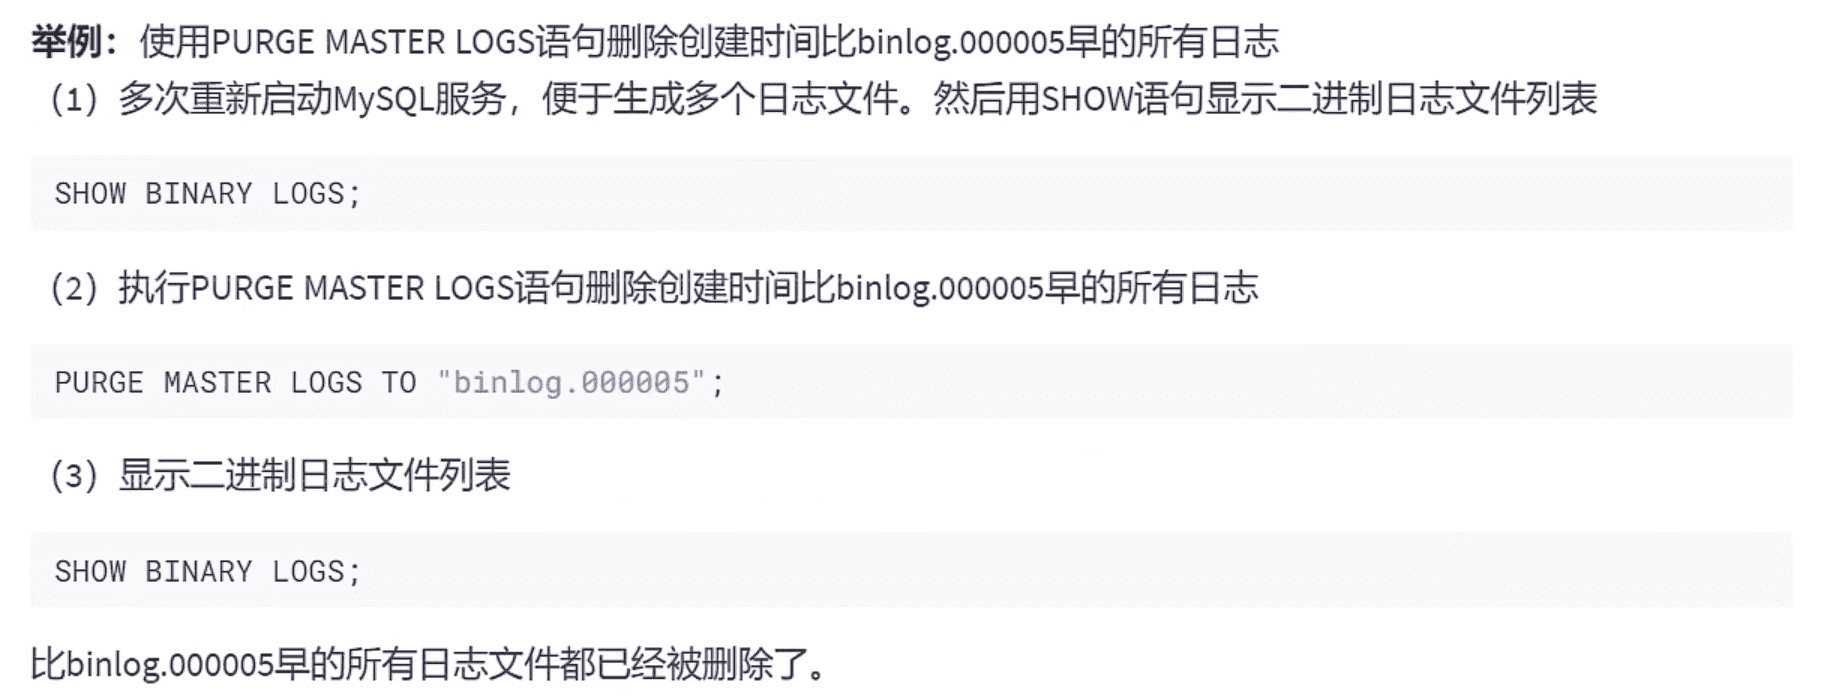 举例：使用PURGE MASTER LOGS语句删除创建时间比binlog.000005早的所有日志
（1）多次重新启动MySQL服务，便于生成多个日志文件。然后用SHOW语句显示二进制日志文件列表
SHOW BINARY LOGS;
（2）执行PURGE MASTER LOGS语句删除创建时间比binlog.000005早的所有日志
PURGE MASTER LOGS TO "binlog.000005";
（3）显示二进制日志文件列表
SHOW BINARY LOGS;
比binlog.000005早的所有日志文件都已经被删除了。